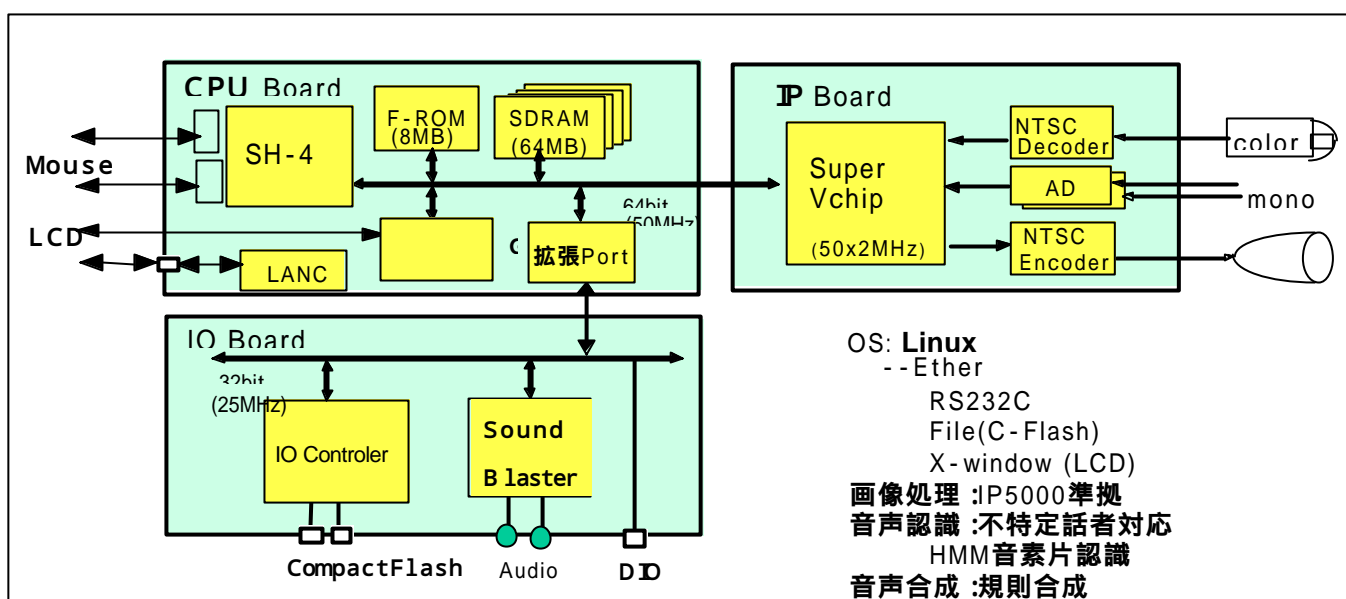 CPU Board
F-ROM
(8MB)
SDRAM
(64MB)
SH-4
Mouse
LCD
LANC
拡張Port
64bit
(50MHz)
IP Board
Super
Vchip
(50x2MHz)
NTSC
Decoder
AD
NTSC
Encoder
color
mono
IO Board
32bit
(25MHz)
IO Controler
Sound
Blaster
CompactFlash
Audio
DIO
OS: Linux
--Ether
RS232C
File(C-Flash)
X-window (LCD)
画像処理:IP5000準拠
音声認識:不特定話者対応
HMM音素片認識
音声合成:規則合成